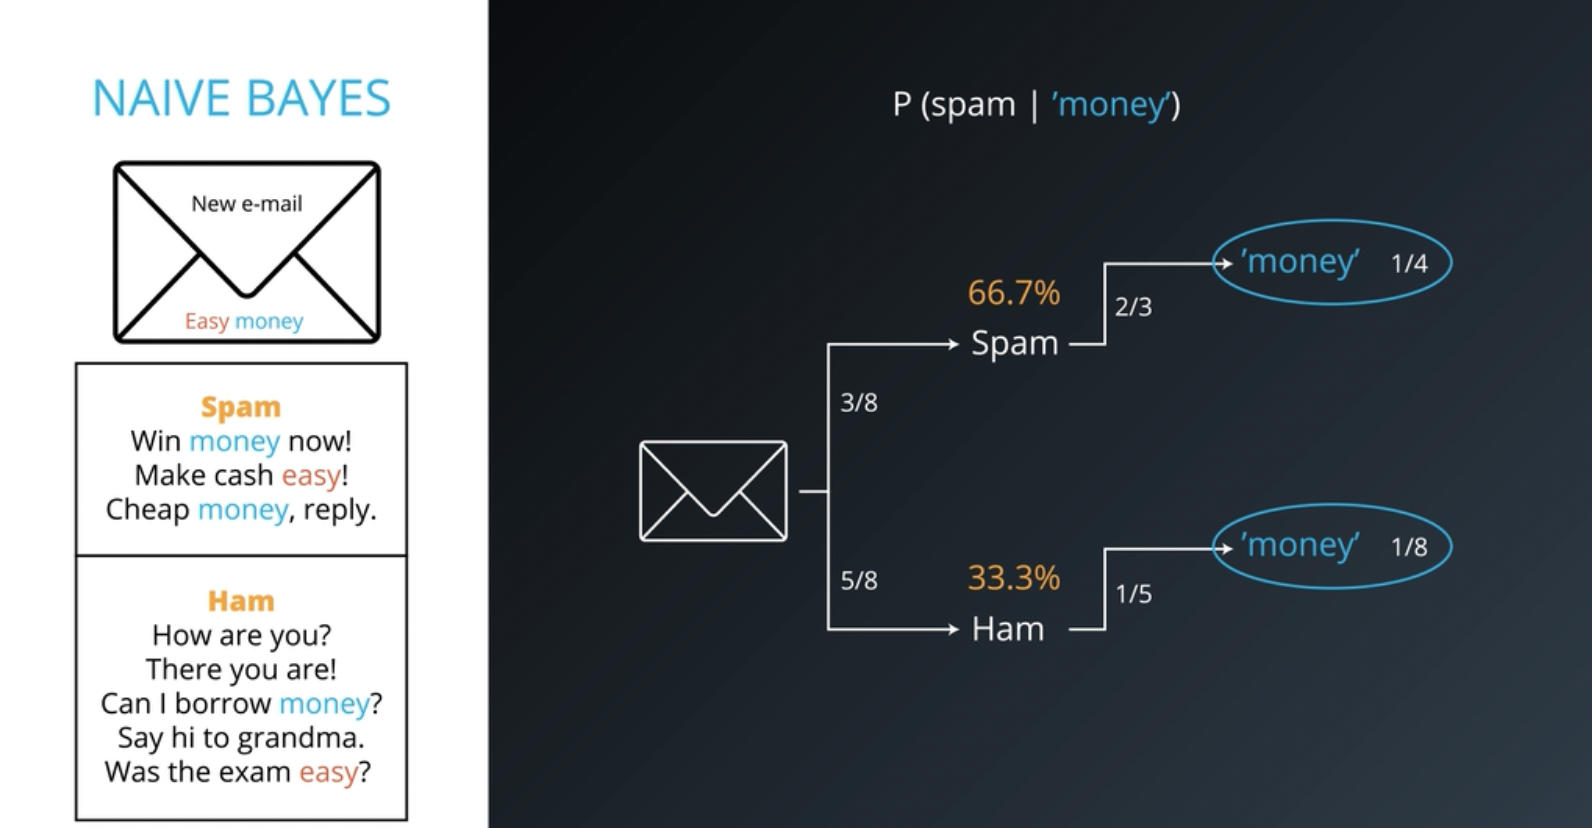 NAIVE BAYES
New e-mail
Easy money
Spam
Win money now!
Make cash easy!
Cheap money, reply.
Ham
How are you?
There you are!
Can I borrow money?
Say hi to grandma.
Was the exam easy?
P (spam | ’money’)
’money’ 1/4
66.7%
2/3
Spam
3/8
’money’ 1/8
5/8
33.3%
1/5
Ham